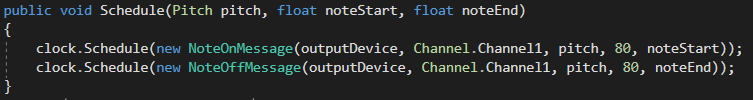 public void Schedule(Pitch pitch, float noteStart, float noteEnd)
{
clock.Schedule(new NoteOnMessage(outputDevice, Channel.Channel1, pitch, 80, noteStart));
clock.Schedule(new NoteOffMessage(outputDevice, Channel.Channel1, pitch, 80, noteEnd));
}